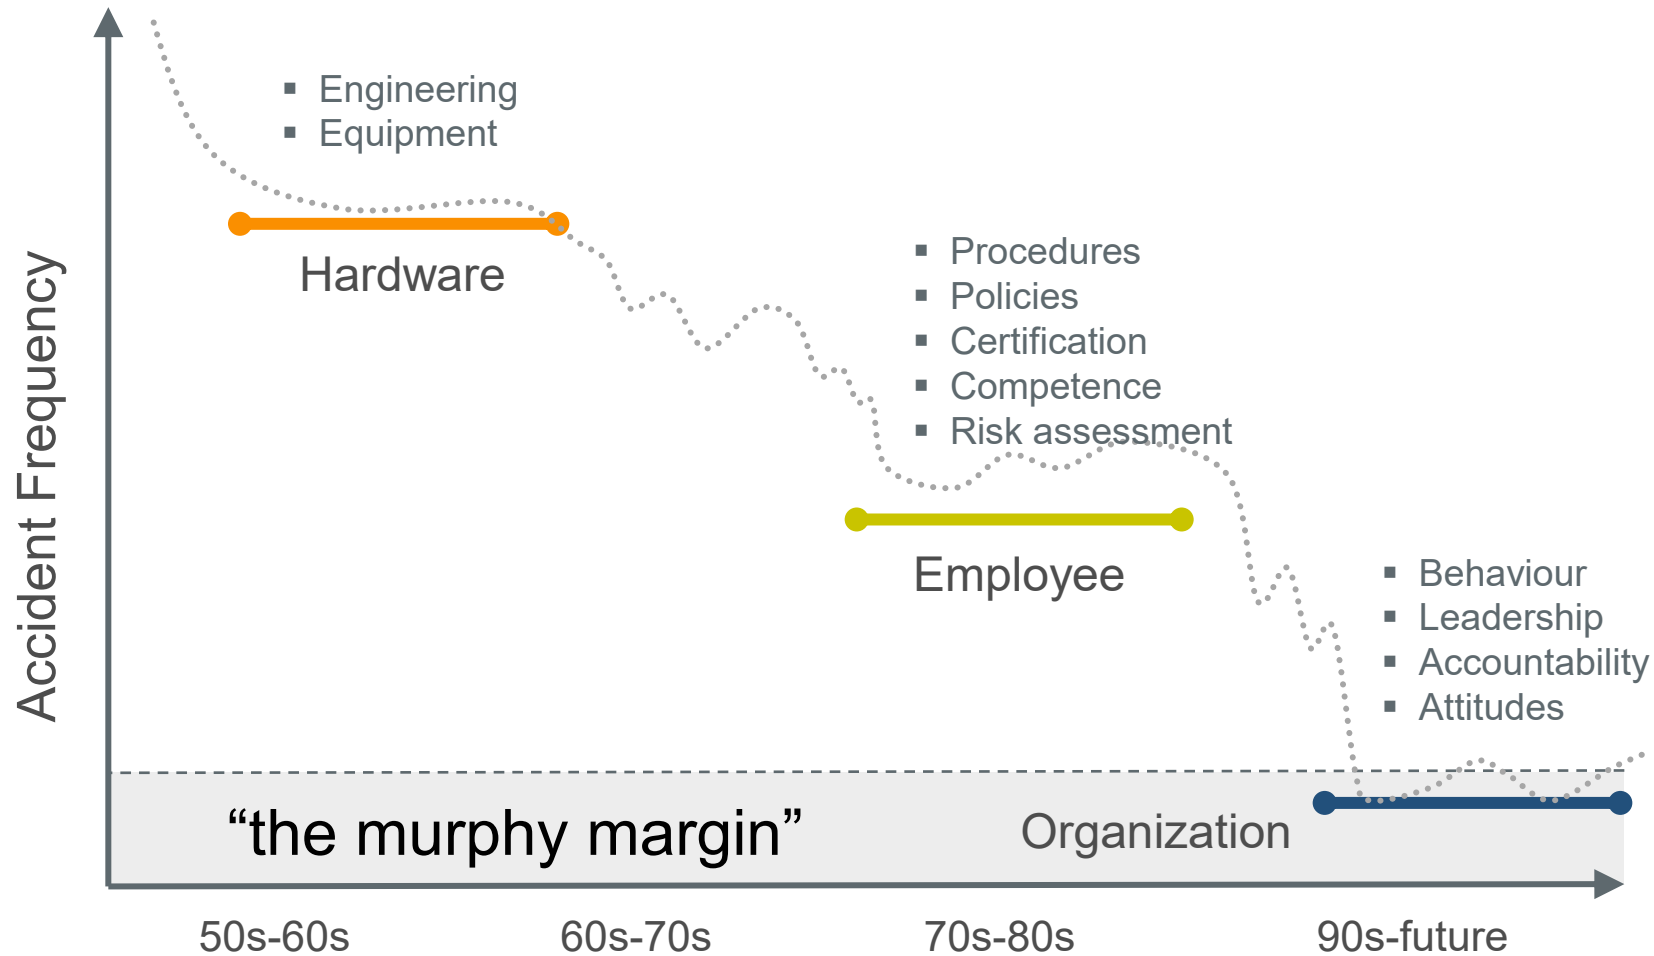 Accident Frequency
▪ Engineering
▪ Equipment
Hardware
▪ Procedures
▪ Policies
▪ Certification
▪ Competence
▪ Risk assessment
Employee
▪ Behaviour
▪ Leadership
▪ Accountability
▪ Attitudes
“the murphy margin”
Organization
50s-60s
60s-70s
70s-80s
90s-future